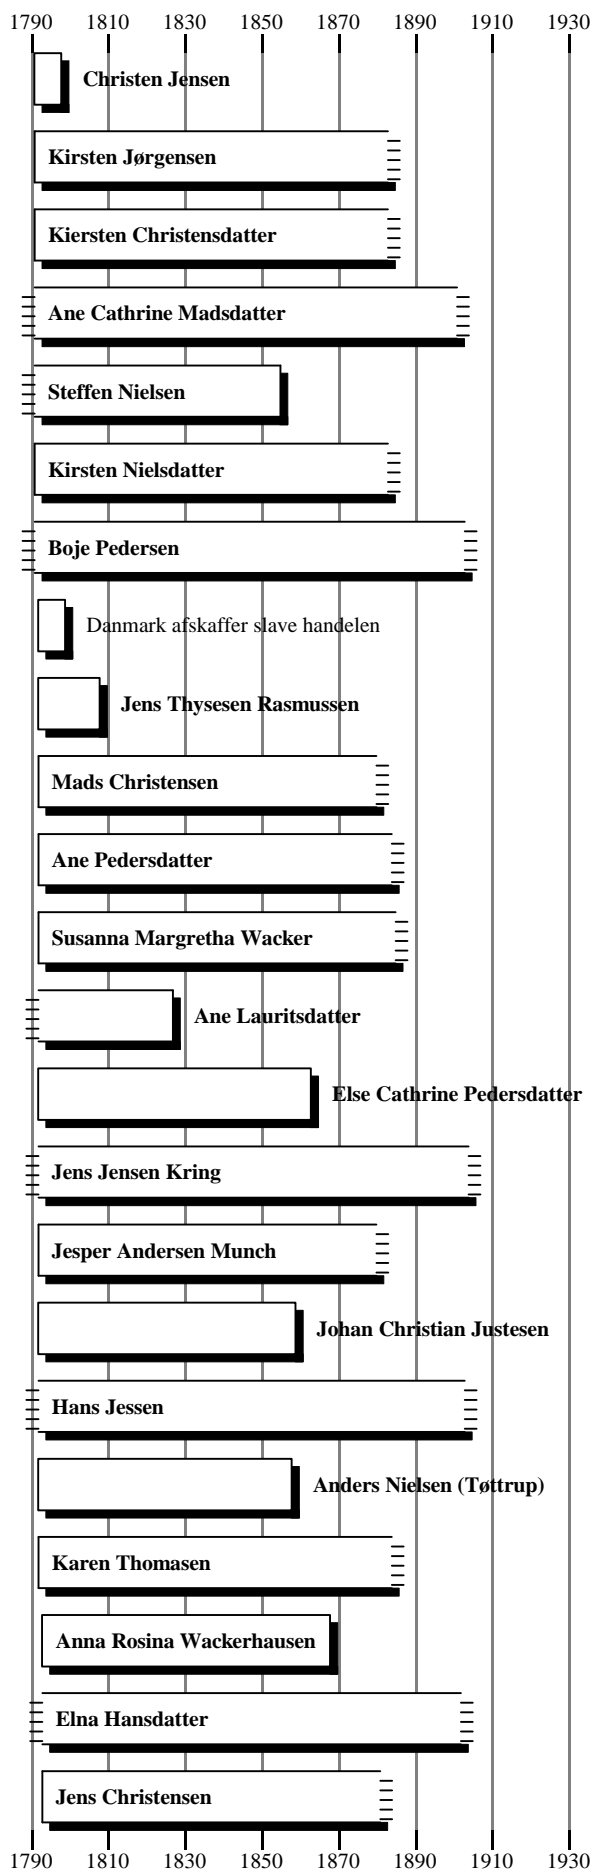 1790 1810 1830 1850 1870 1890 1910 1930
Christen Jensen
Kirsten Jørgensen
Kiersten Christensdatter
Ane Cathrine Madsdatter
Steffen Nielsen
Kirsten Nielsdatter
Boje Pedersen
Danmark afskaffer slave handelen
Jens Thysesen Rasmussen
Mads Christensen
Ane Pedersdatter
Susanna Margretha Wacker
Ane Lauritsdatter
Else Cathrine Pedersdatter
Jens Jensen Kring
Jesper Andersen Munch
Johan Christian Justesen
Hans Jessen
Anders Nielsen (Tøttrup)
Karen Thomasen
Anna Rosina Wackerhausen
Elna Hansdatter
Jens Christensen
1790 1810 1830 1850 1870 1890 1910 1930